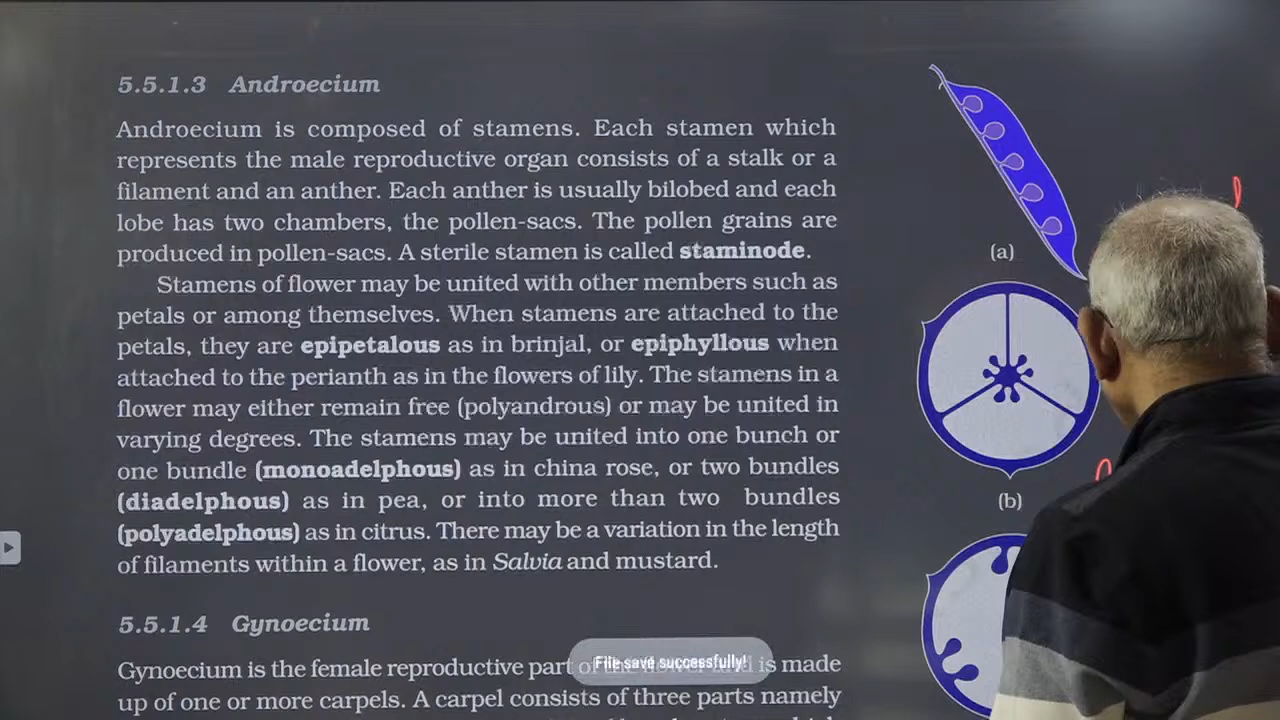 5.5.1.3 Androecium
Androecium is composed of stamens. Each stamen which
represents the male reproductive organ consists of a stalk or a
filament and an anther. Each anther is usually bilobed and each
lobe has two chambers, the pollen-sacs. The pollen grains are
produced in pollen-sacs. A sterile stamen is called staminode.
Stamens of flower may be united with other members such as
petals or among themselves. When stamens are attached to the
petals, they are epipetalous as in brinjal, or epiphyllous when
attached to the perianth as in the flowers of lily. The stamens in a
flower may either remain free (polyandrous) or may be united in
varying degrees. The stamens may be united into one bunch or
one bundle (monoadelphous) as in china rose, or two bundles
(diadelphous) as in pea, or into more than two bundles
(polyadelphous) as in citrus. There may be a variation in the length
of filaments within a flower, as in Salvia and mustard.
5.5.1.4 Gynoecium
Gynoecium is the female reproductive part of is made
up of one or more carpels. A carpel consists of three parts namely
File save successfully!
(a)
(b)